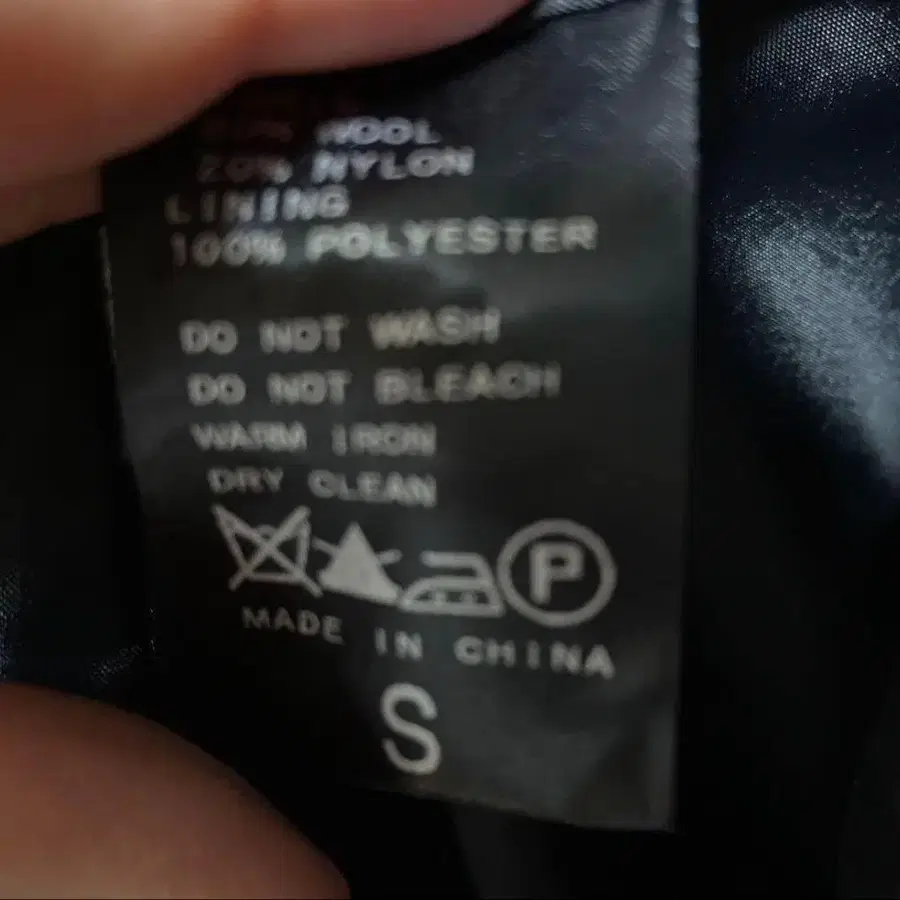 WOOL
20% NYLON
LINING
100% POLYESTER
DO NOT WASH
DO NOT BLEACH
WARM IRON
DRY CLEAN
P
MADE IN CHINA
S